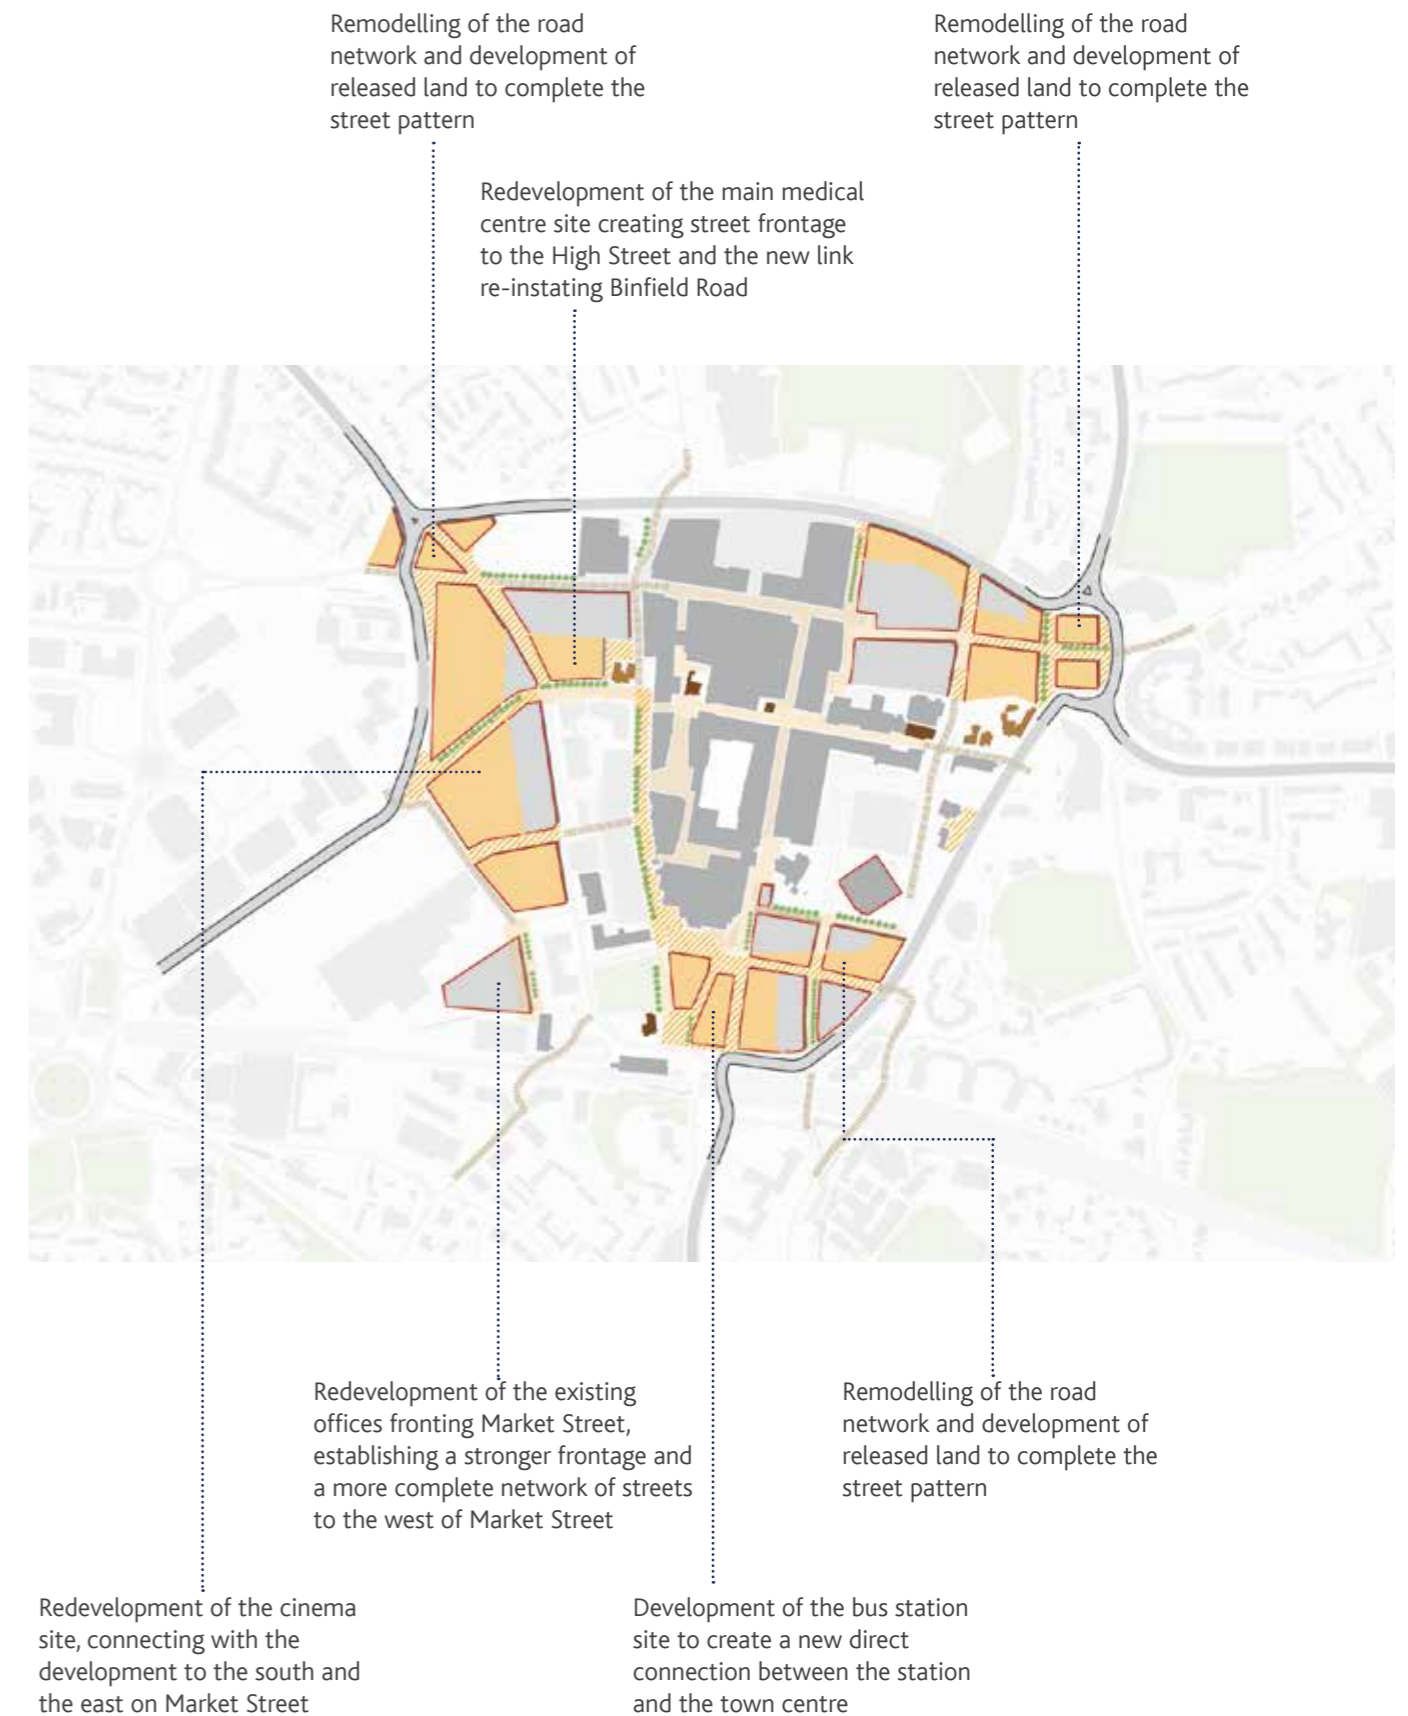 Remodelling of the road
network and development of
released land to complete the
street pattern
Remodelling of the road
network and development of
released land to complete the
street pattern
Redevelopment of the main medical
centre site creating street frontage
to the High Street and the new link
re-instating Binfield Road
Redevelopment of the existing
offices fronting Market Street,
establishing a stronger frontage and
a more complete network of streets
to the west of Market Street
Remodelling of the road
network and development of
released land to complete the
street pattern
Redevelopment of the cinema
site, connecting with the
development to the south and
the east on Market Street
Development of the bus station
site to create a new direct
connection between the station
and the town centre